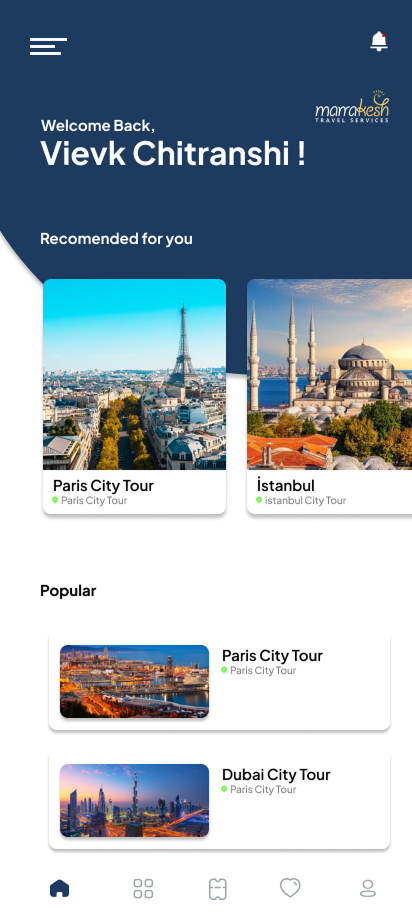 marrakesh
TRAVEL SERVICES
Welcome Back,
Vievk Chitranshi !
Recomended for you
Paris City Tour
Paris City Tour
İstanbul
istanbul City Tour
Popular
Paris City Tour
Paris City Tour
Dubai City Tour
Paris City Tour